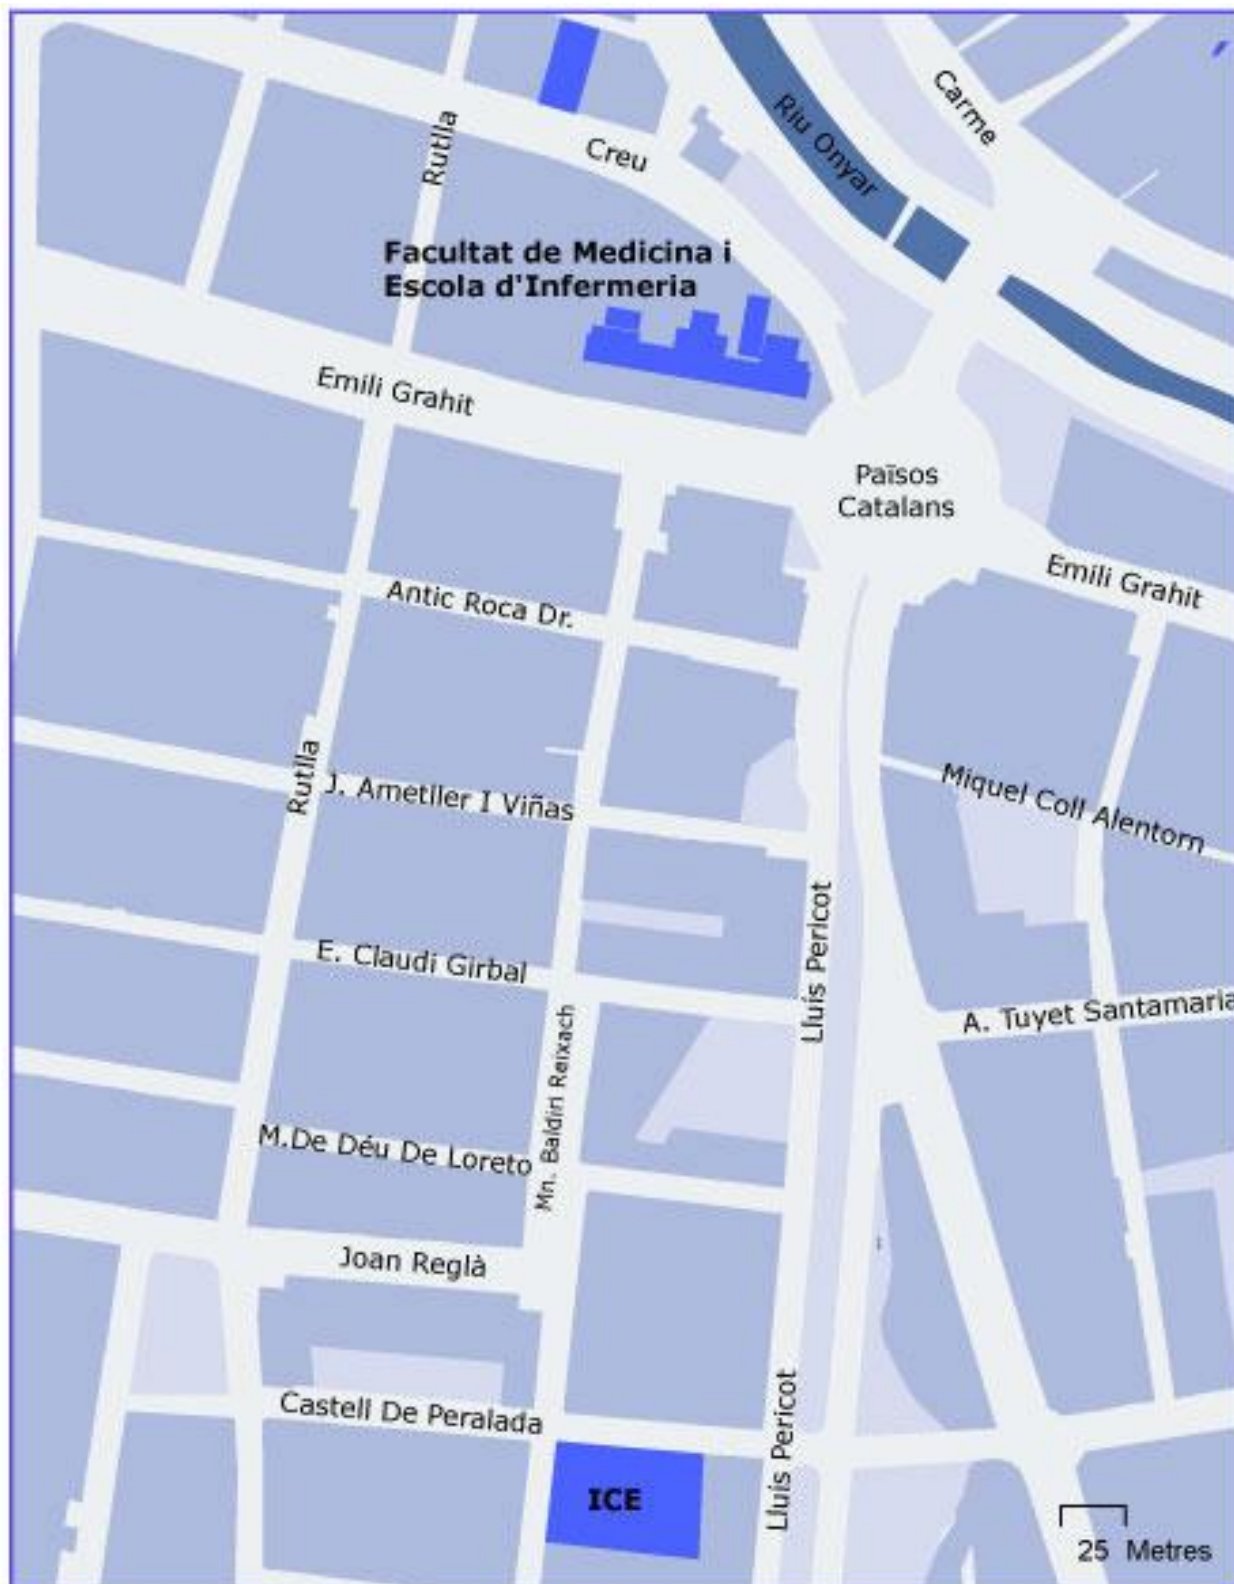 Carme
Riu Onyar
Rutlla
Creu
Facultat de Medicina i
Escola d'Infermeria
Emili Grahit
Països
Catalans
Emili Grahit
Antic Roca Dr.
Rutlla
J. Ametller I Viñas
Miquel Coll Alentorn
Lluís Pericot
E. Claudi Girbal
A. Tuyet Santamaria
Mn. Baldiri Reixach
M.De Déu De Loreto
Joan Reglà
Castell De Peralada
Lluís Pericot
ICE
25 Metres